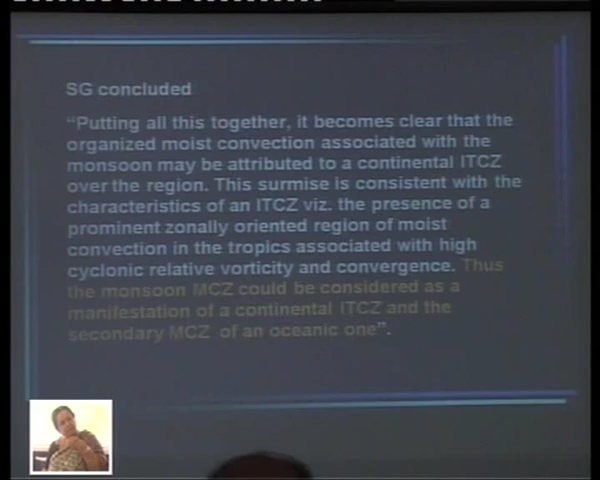 SG concluded
“Putting all this together, it becomes clear that the
organized moist convection associated with the
monsoon may be attributed to a continental ITCZ
over the region. This surmise is consistent with the
characteristics of an ITCZ viz. the presence of a
prominent zonally oriented region of moist
convection in the tropics associated with high
cyclonic relative vorticity and convergence. Thus
the monsoon MCZ could be considered as a
manifestation of a continental ITCZ and the
secondary MCZ of an oceanic one”.